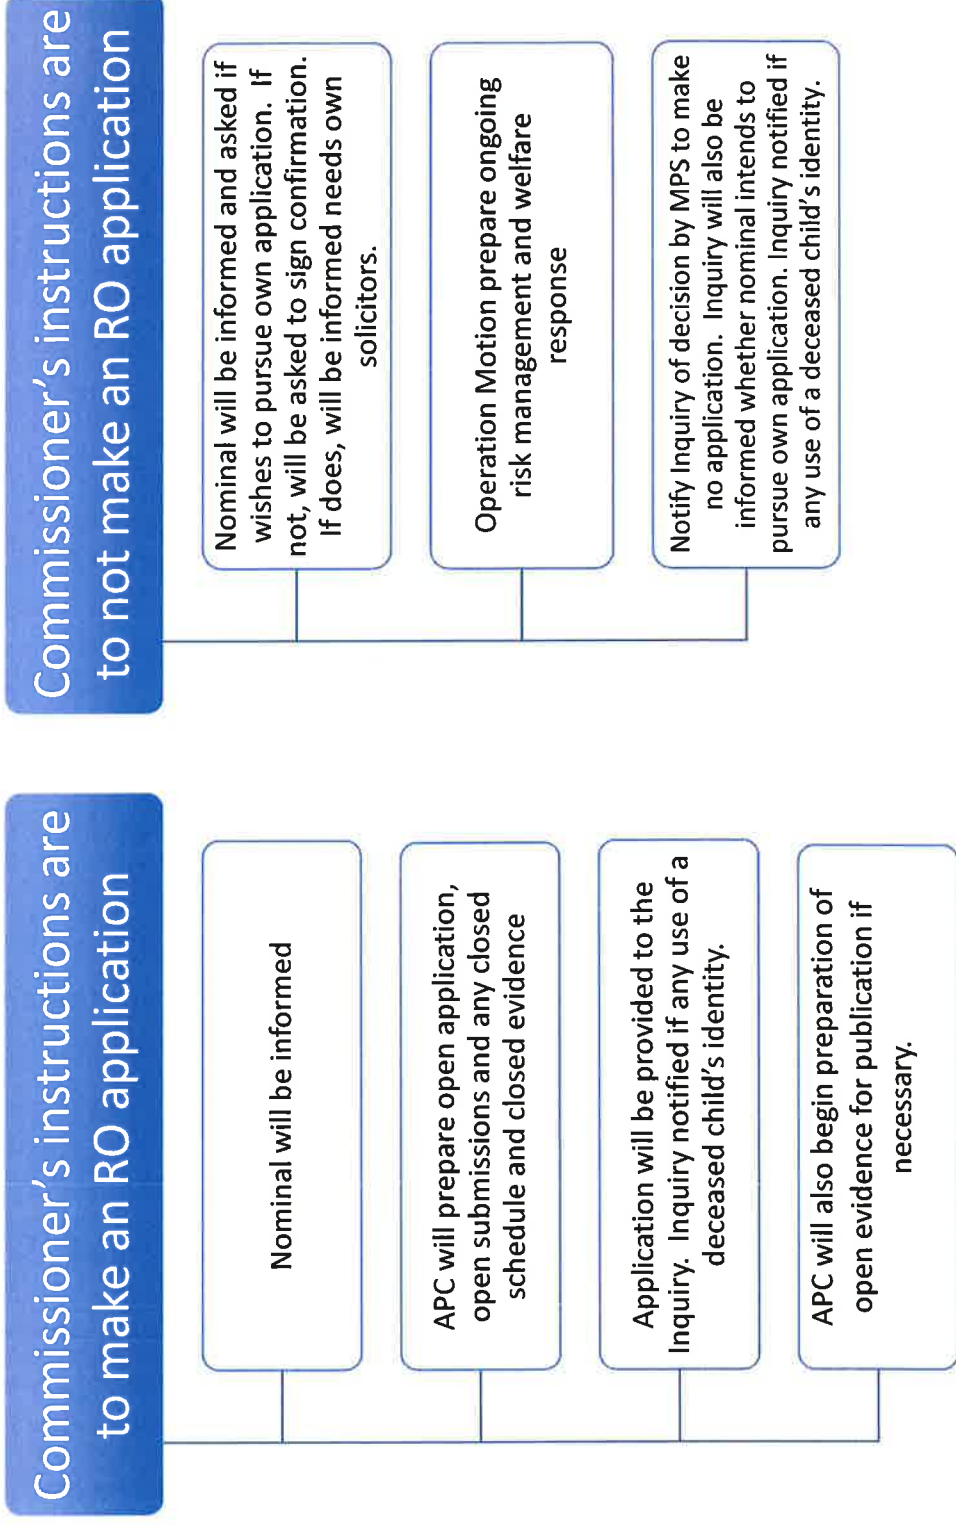 Commissioner's instructions are
to make an RO application
Nominal will be informed
APC will prepare open application,
open submissions and any closed
schedule and closed evidence
Application will be provided to the
Inquiry.  Inquiry notified if any use of a
deceased child's identity.
APC will also begin preparation of
open evidence for publication if
necessary.
Commissioner's instructions are
to not make an RO application
Nominal will be informed and asked if
wishes to pursue own application.  If
not, will be asked to sign confirmation.
If does, will be informed needs own
solicitors.
Operation Motion prepare ongoing
risk management and welfare
response
Notify Inquiry of decision by MPS to make
no application.  Inquiry will also be
informed whether nominal intends to
pursue own application. Inquiry notified if
any use of a deceased child's identity.